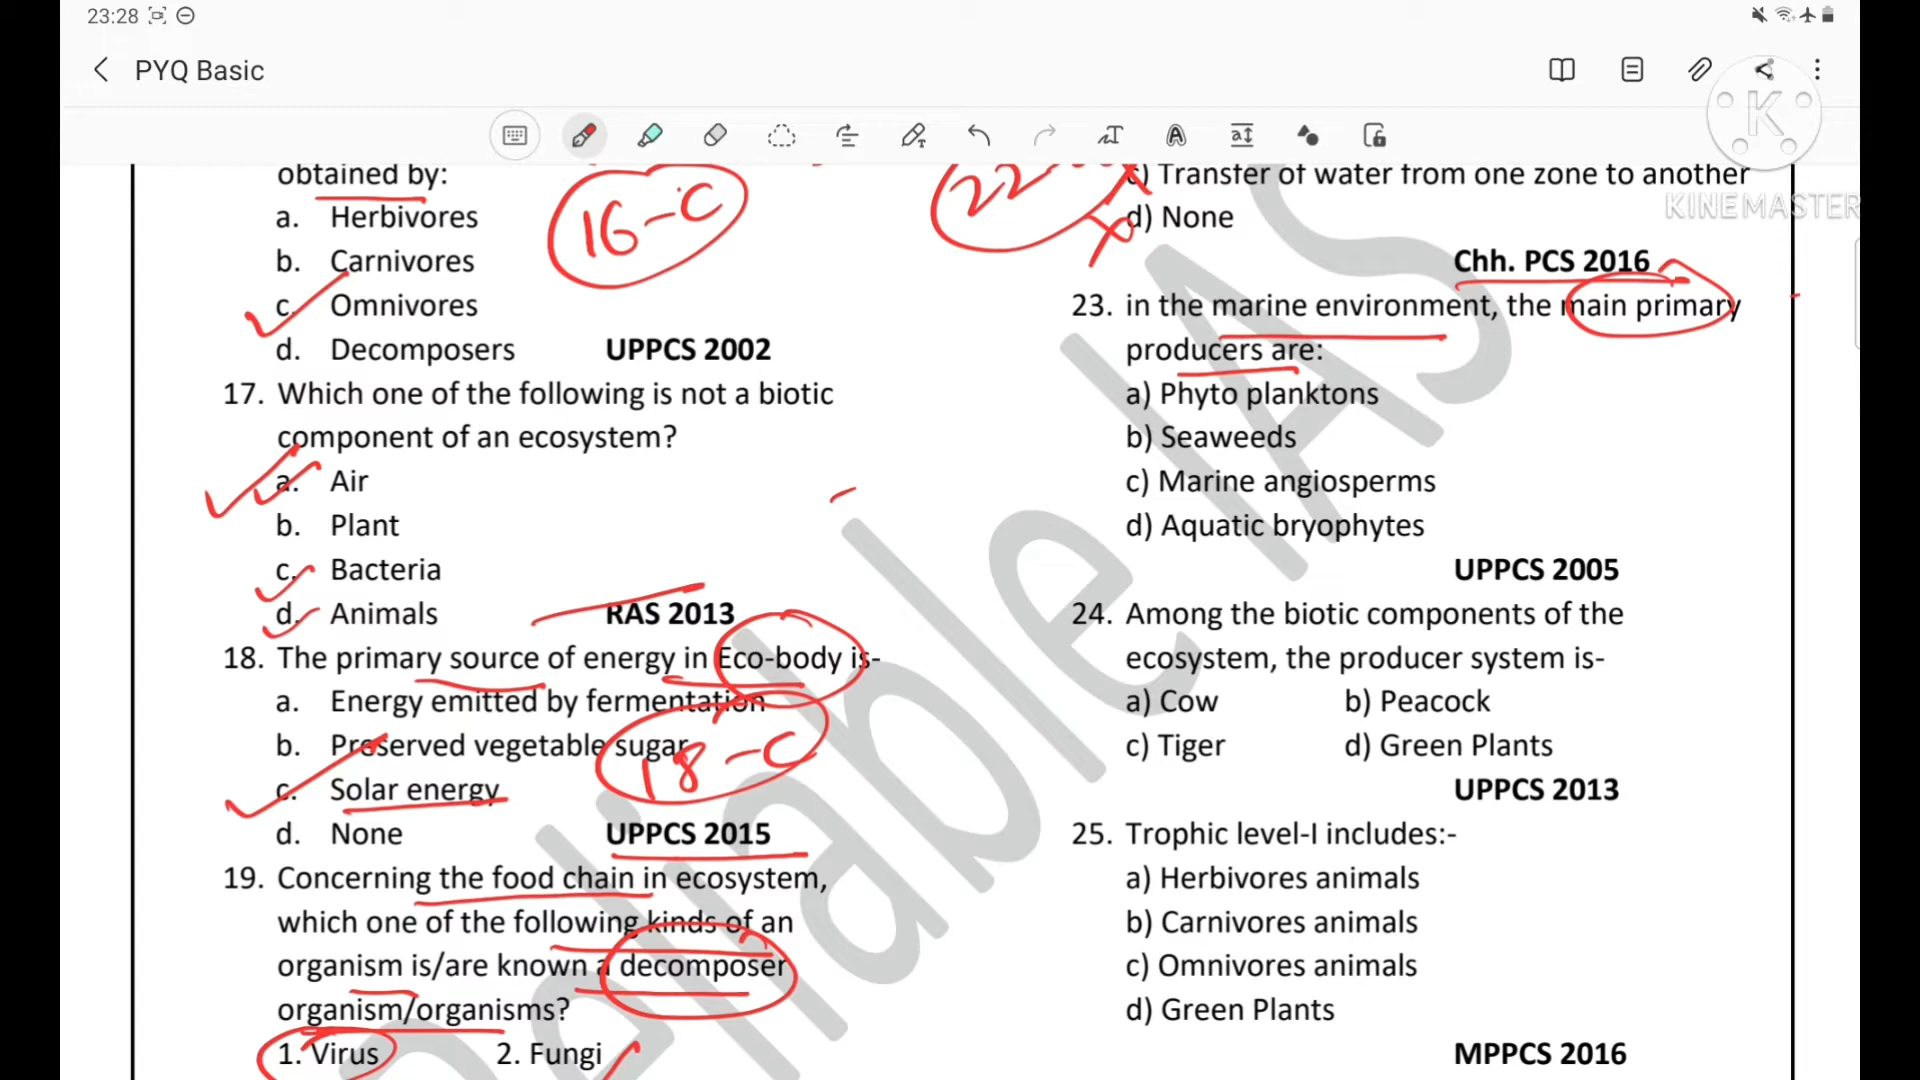 23:28
PYQ Basic
KINEMASTER
obtained by:
a. Herbivores
b. Carnivores
c. Omnivores
d. Decomposers UPPCS 2002
16-C
17. Which one of the following is not a biotic
component of an ecosystem?
a. Air
b. Plant
c. Bacteria
d. Animals RAS 2013
18. The primary source of energy in Eco-body is-
a. Energy emitted by fermentation
b. Preserved vegetable sugar
c. Solar energy
d. None UPPCS 2015
18-C
19. Concerning the food chain in ecosystem,
which one of the following kinds of an
organism is/are known a decomposer
organism/organisms?
1. Virus 2. Fungi
22
c) Transfer of water from one zone to another
d) None
Chh. PCS 2016
23. in the marine environment, the main primary
producers are:
a) Phyto planktons
b) Seaweeds
c) Marine angiosperms
d) Aquatic bryophytes
UPPCS 2005
24. Among the biotic components of the
ecosystem, the producer system is-
a) Cow b) Peacock
c) Tiger d) Green Plants
UPPCS 2013
25. Trophic level-I includes:-
a) Herbivores animals
b) Carnivores animals
c) Omnivores animals
d) Green Plants
MPPCS 2016
Reliable IAS